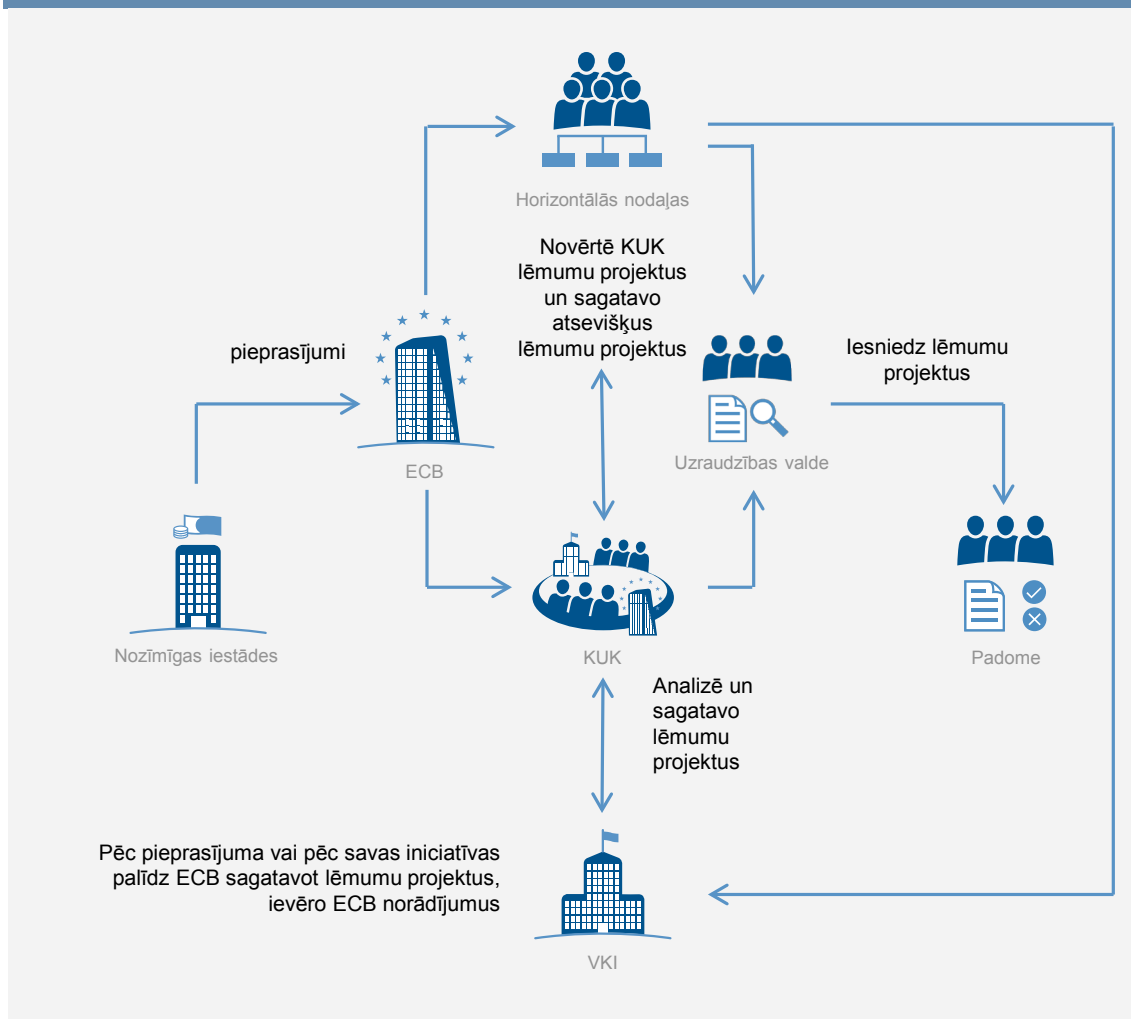 Horizontālās nodaļas
Novērtē KUK
lēmumu projektus
un sagatavo
atsevišķus
lēmumu projektus
pieprasījumi
ECB
Iesniedz lēmumu
projektus
Uzraudzības valde
Nozīmīgas iestādes
KUK
Padome
Analizē un
sagatavo
lēmumu
projektus
Pēc pieprasījuma vai pēc savas iniciatīvas
palīdz ECB sagatavot lēmumu projektus,
ievēro ECB norādījumus
VKI